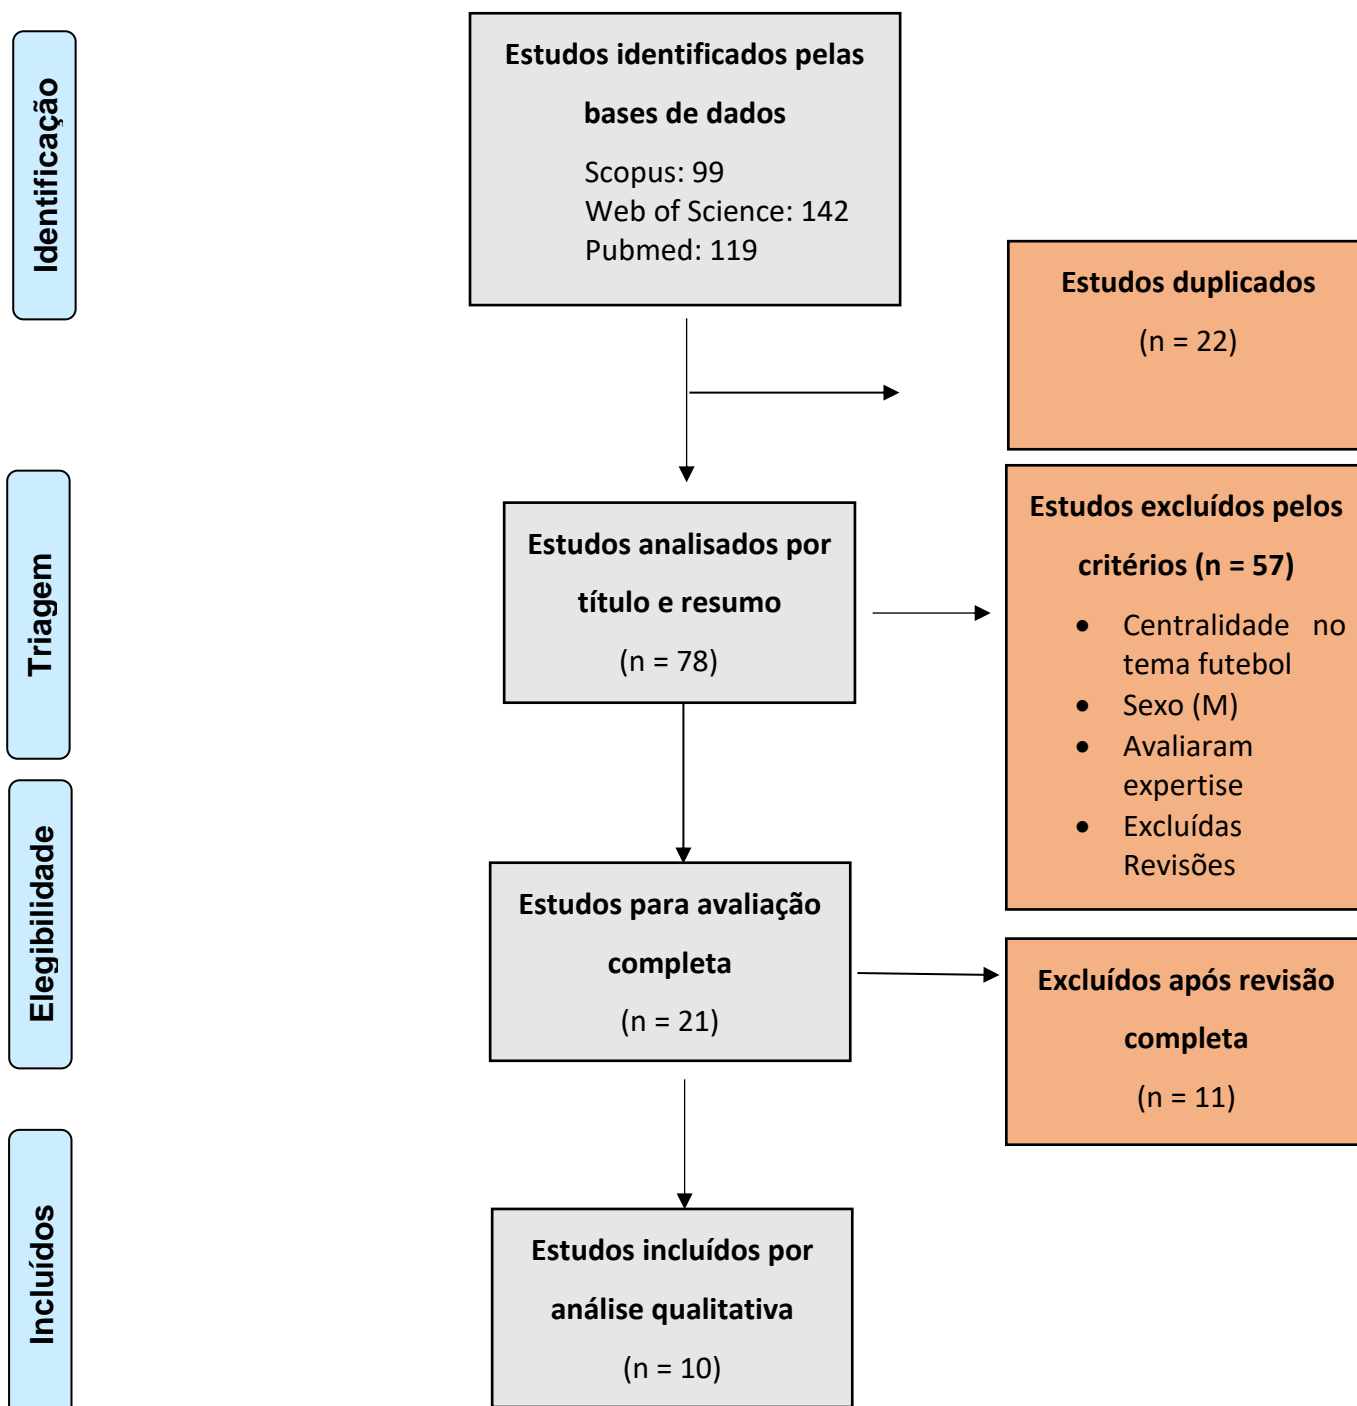 Identificação
Estudos identificados pelas
bases de dados
Scopus: 99
Web of Science: 142
Pubmed: 119
Estudos duplicados
(n = 22)
Triagem
Estudos analisados por
título e resumo
(n = 78)
Estudos excluídos pelos
critérios (n = 57)
• Centralidade no
tema futebol
• Sexo (M)
• Avaliaram
expertise
• Excluídas
Revisões
Elegibilidade
Estudos para avaliação
completa
(n = 21)
Excluídos após revisão
completa
(n = 11)
Incluídos
Estudos incluídos por
análise qualitativa
(n = 10)